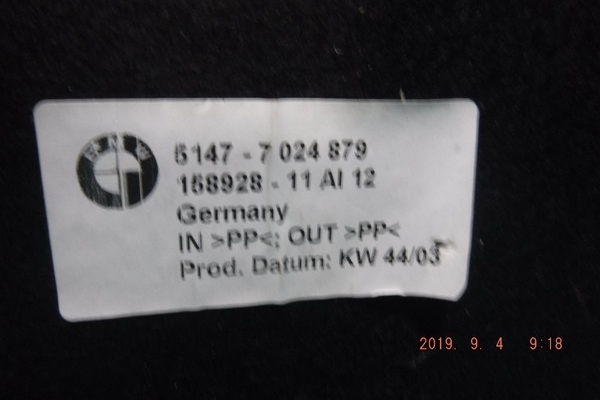 BMW
5147 - 7 024 879
158928 - 11 AI 12
Germany
IN >PP<; OUT >PP<
Prod. Datum: KW 44/03
2019. 9. 4 9:18